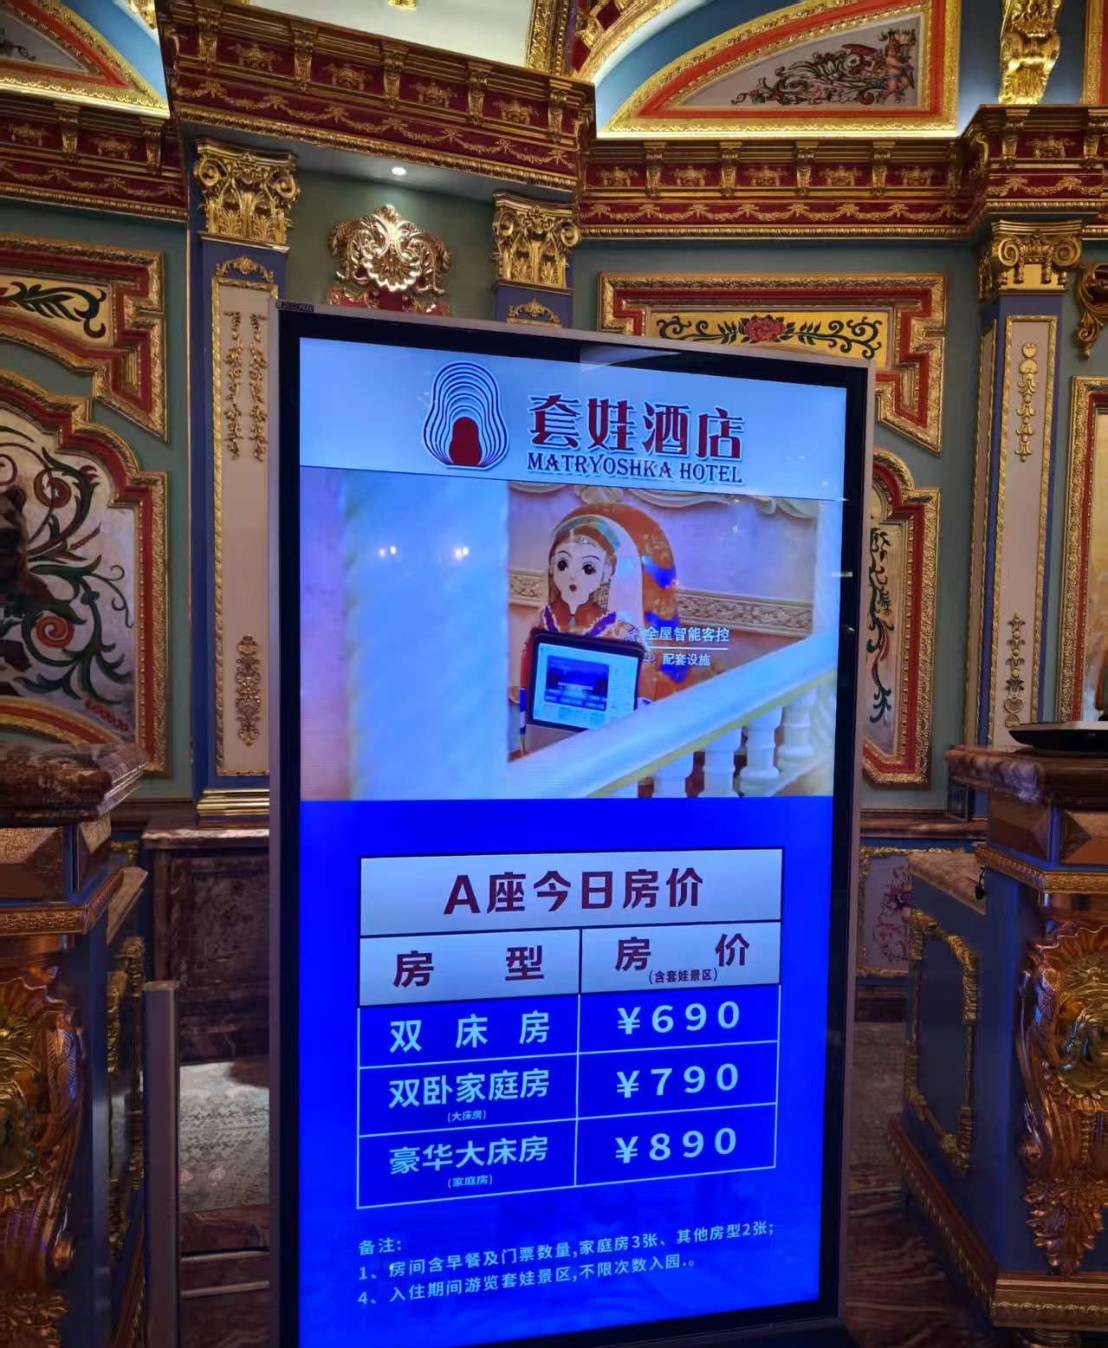 套娃酒店
MATRYOSHKA HOTEL
全屋智能客控
配套设施
A座今日房价
房 型
房 价
(含套娃景区)
双 床 房
¥690
双卧家庭房
(大床房)
¥790
豪华大床房
(家庭房)
¥890
备注:
1、房间含早餐及门票数量,家庭房3张、其他房型2张;
4、入住期间游览套娃景区,不限次数入园.。